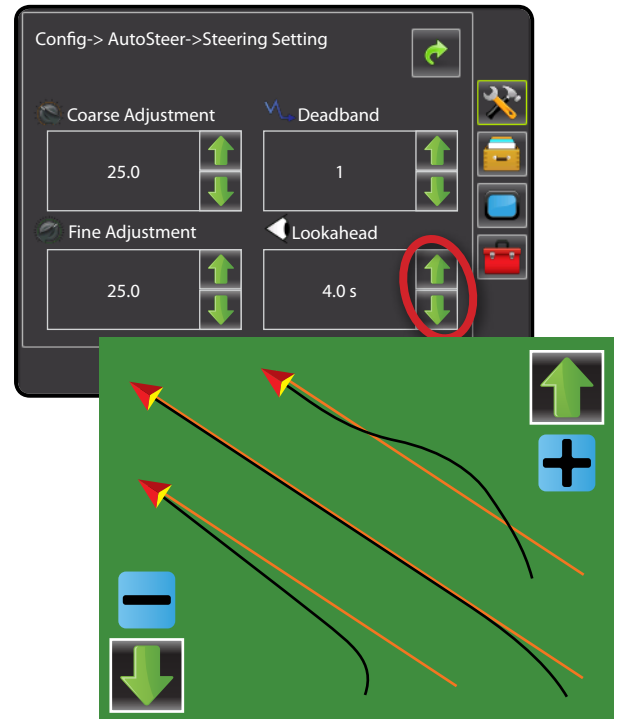 Config-> AutoSteer->Steering Setting
Coarse Adjustment
Deadband
25.0
1
Fine Adjustment
Lookahead
25.0
4.0 s